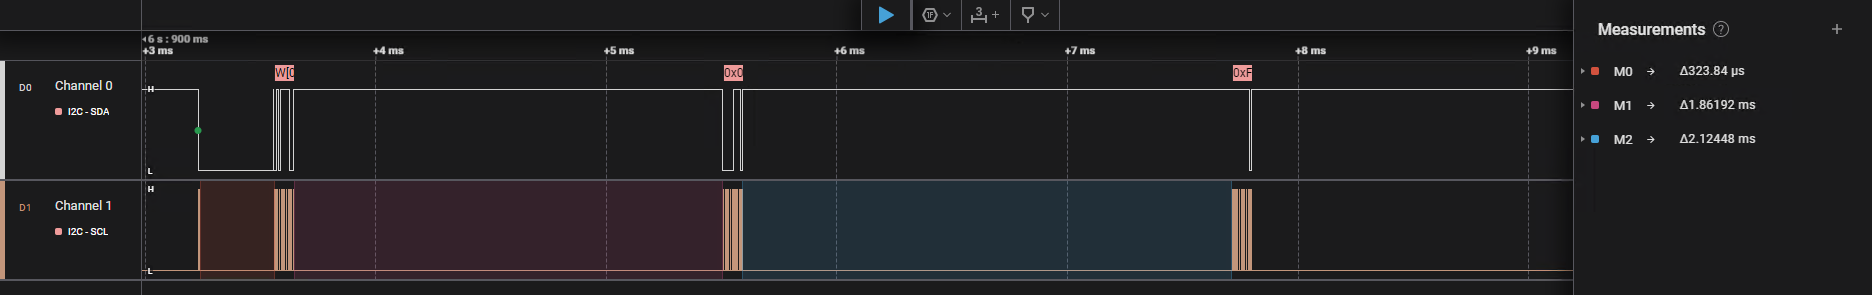 1F
3 +
6 s : 900 ms
+3 ms +4 ms +5 ms +6 ms +7 ms +8 ms +9 ms
Measurements ? +
M0 → Δ323.84 µs
M1 → Δ1.86192 ms
M2 → Δ2.12448 ms
W[0 0x0 0xF
D0 Channel 0
I2C - SDA
H
L
D1 Channel 1
I2C - SCL
H
L